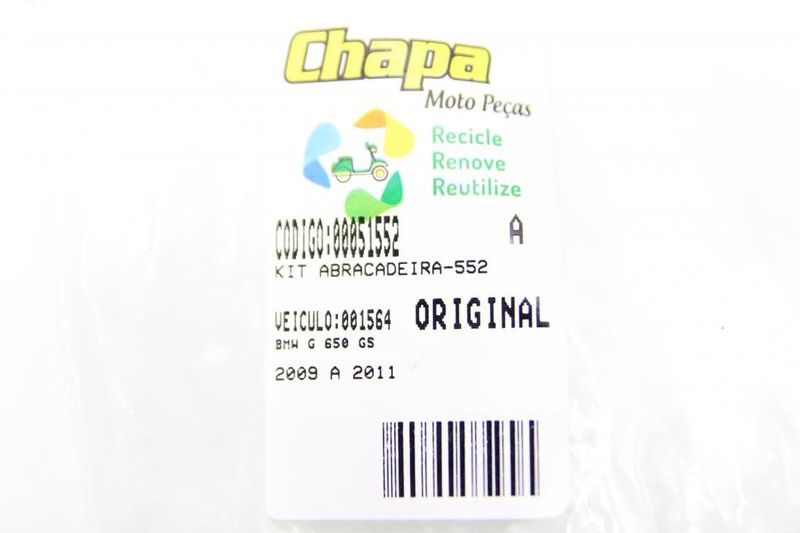 Chapa
Moto Peças
Recicle
Renove
Reutilize
CODIGO:00051552 A
KIT ABRACADEIRA-552
VEICULO:001564 ORIGINAL
BMW G 650 GS
2009 A 2011